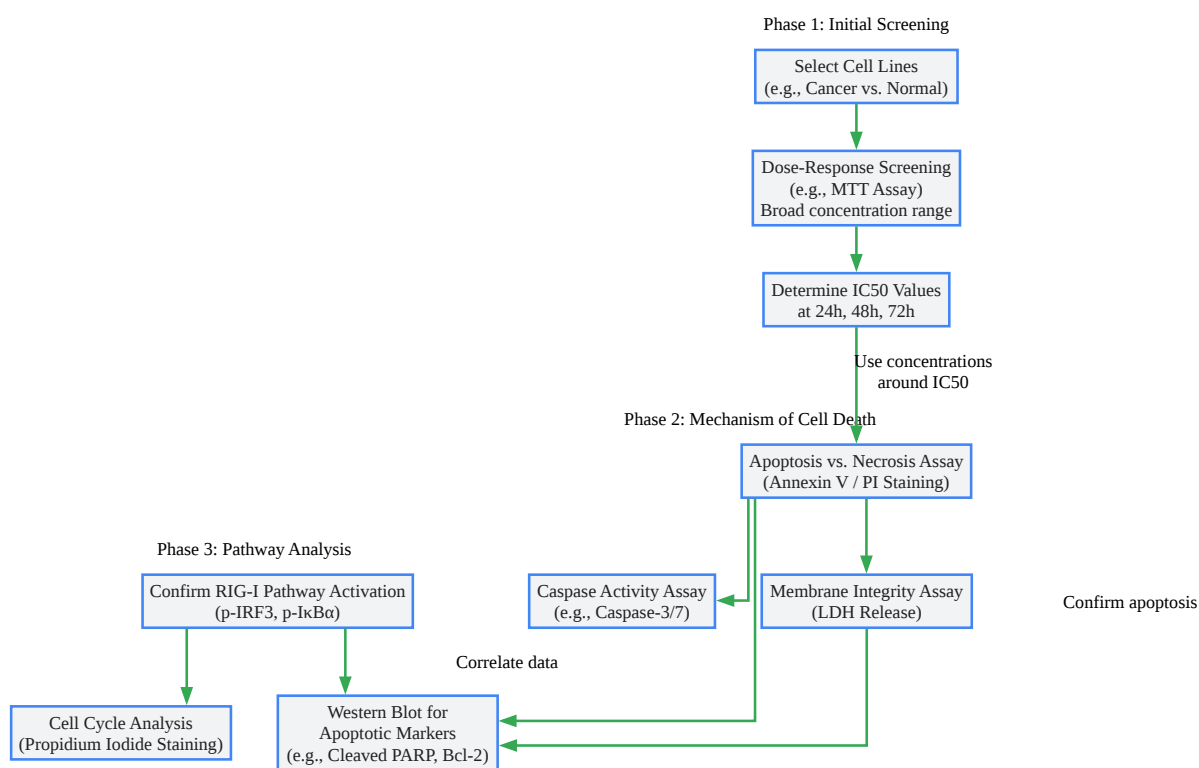 Phase 1: Initial Screening
Select Cell Lines
(e.g., Cancer vs. Normal)
Dose-Response Screening
(e.g., MTT Assay)
Broad concentration range
Determine IC50 Values
at 24h, 48h, 72h
Use concentrations
around IC50
Phase 2: Mechanism of Cell Death
Apoptosis vs. Necrosis Assay
(Annexin V / PI Staining)
Phase 3: Pathway Analysis
Confirm RIG-I Pathway Activation
(p-IRF3, p-IκBα)
Caspase Activity Assay
(e.g., Caspase-3/7)
Membrane Integrity Assay
(LDH Release)
Confirm apoptosis
Correlate data
Cell Cycle Analysis
(Propidium Iodide Staining)
Western Blot for
Apoptotic Markers
(e.g., Cleaved PARP, Bcl-2)